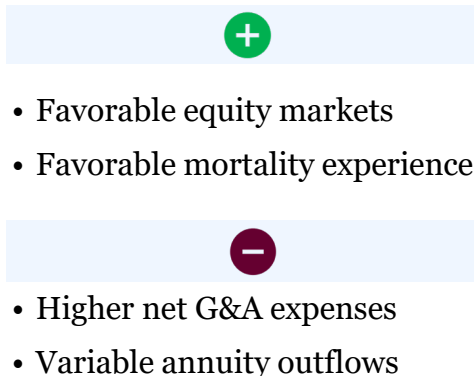 • Favorable equity markets
• Favorable mortality experience
• Higher net G&A expenses
• Variable annuity outflows